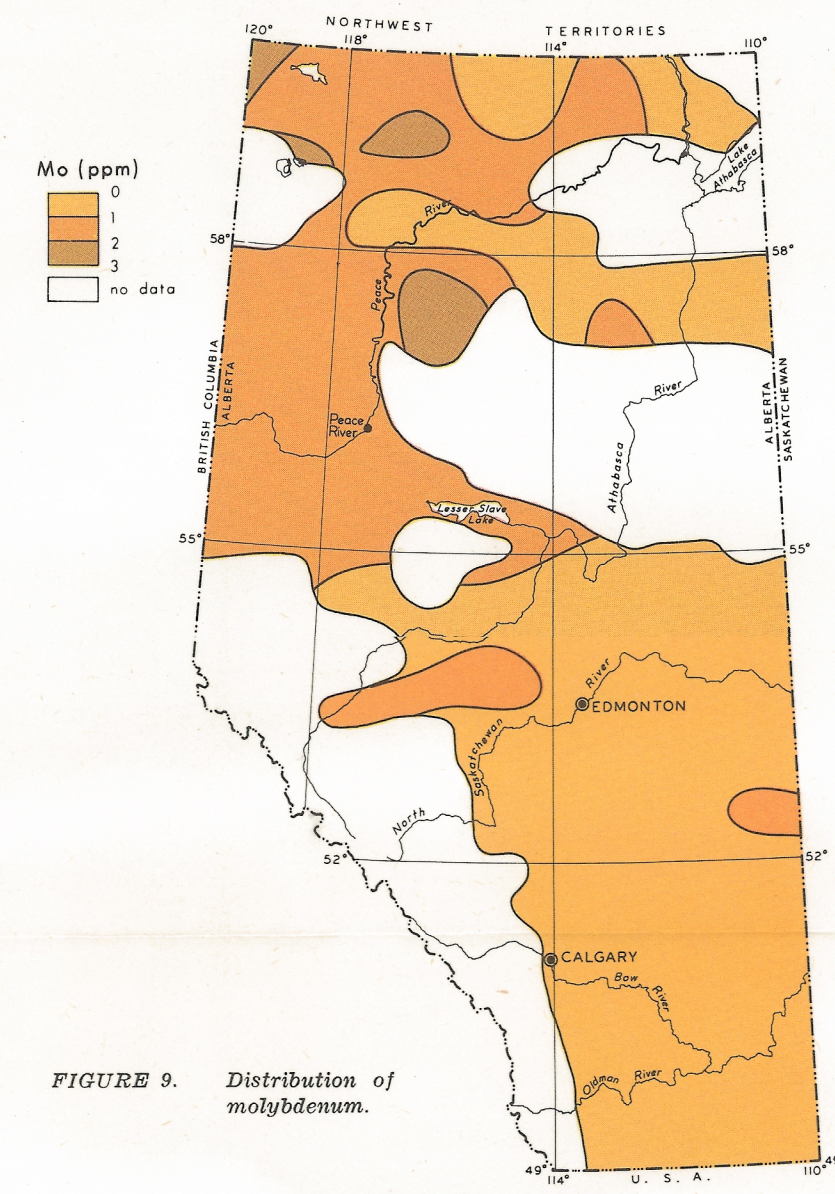 NORTHWEST TERRITORIES
120°
118°
114°
110°
Mo (ppm)
0
1
2
3
no data
Lake
Athabasca
River
58°
58°
Peace
BRITISH COLUMBIA
ALBERTA
ALBERTA
SASKATCHEWAN
River
Peace
River
Athabasca
Lesser Slave
Lake
55°
55°
River
EDMONTON
Saskatchewan
North
52°
52°
CALGARY
Bow
River
FIGURE 9. Distribution of
molybdenum.
Oldman River
49°
114°
U. S. A.
110°